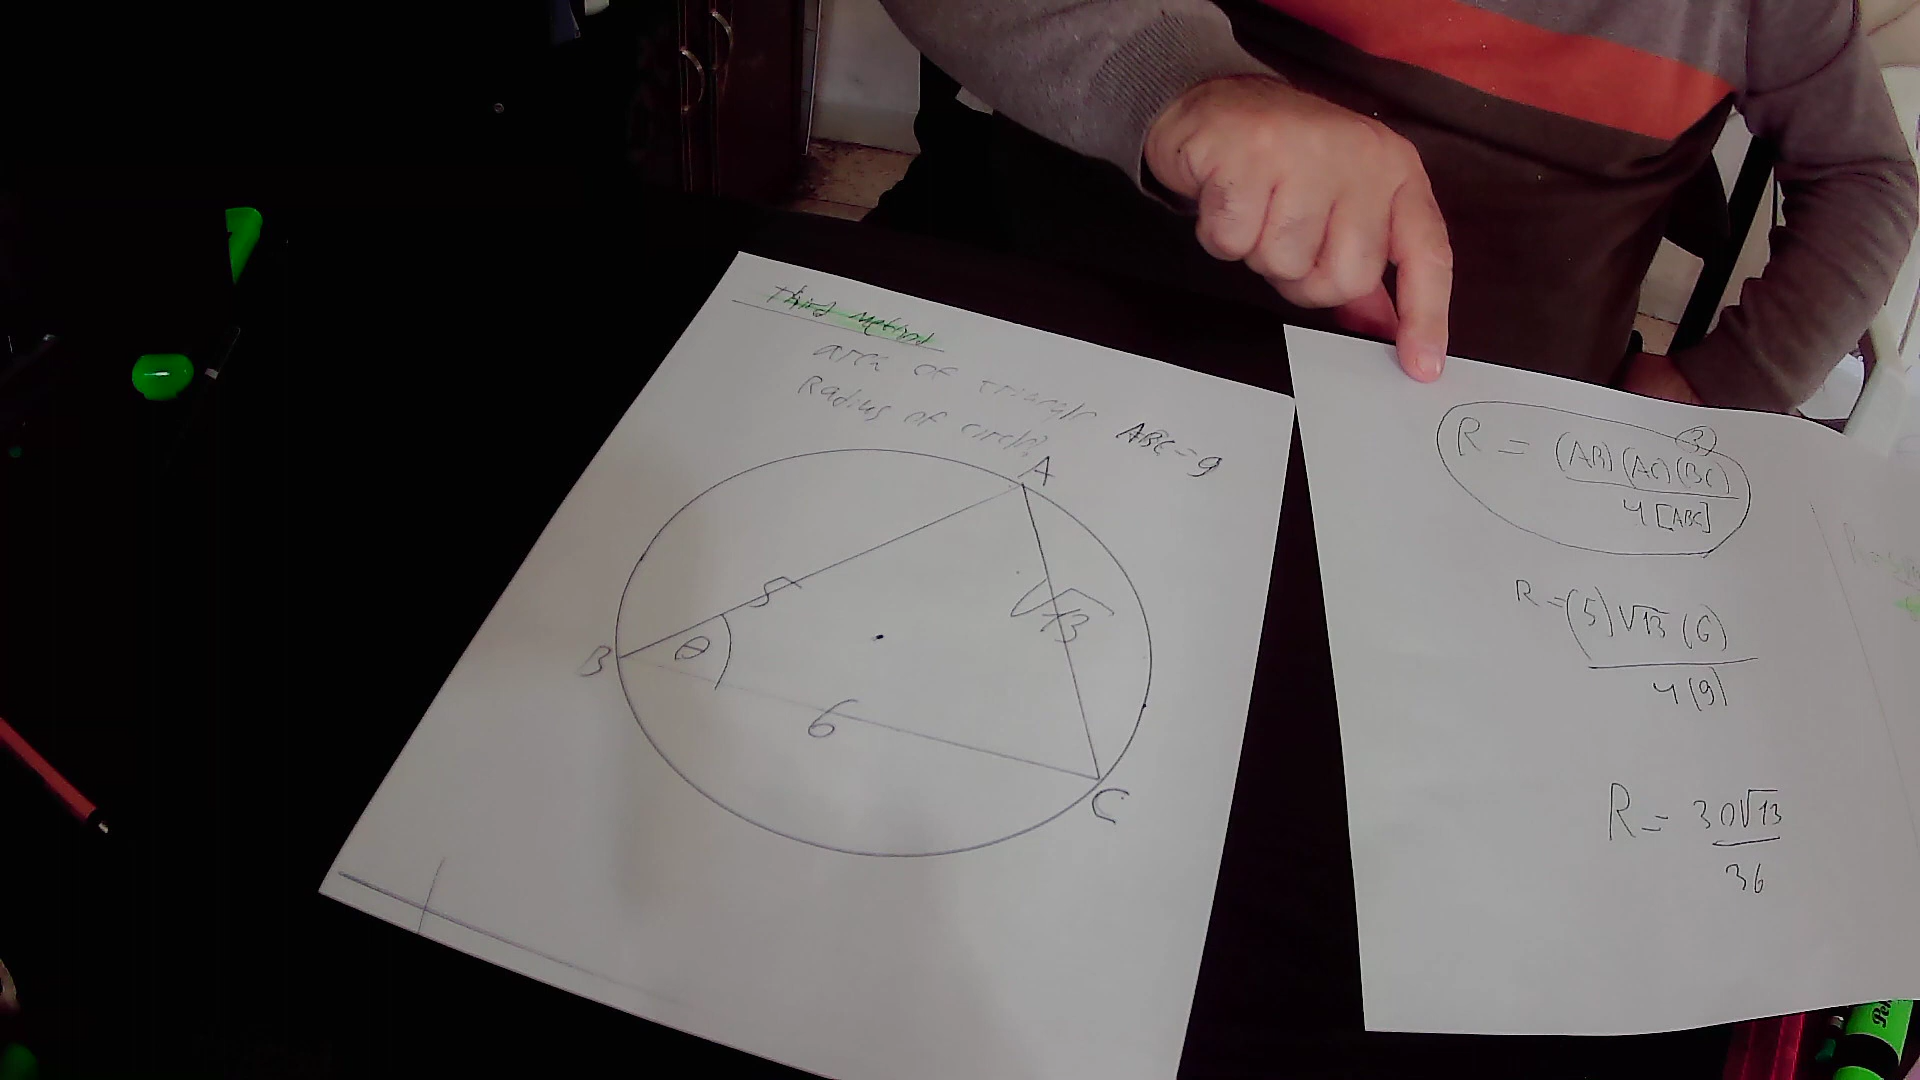 Third Method
area of triangle ABC = 9
Radius of circle?
A
5
√13
B
θ
6
C
3
R = (AB)(AC)(BC)
4[ABC]
R = (5)√13(6)
4(9)
R = 30√13
36